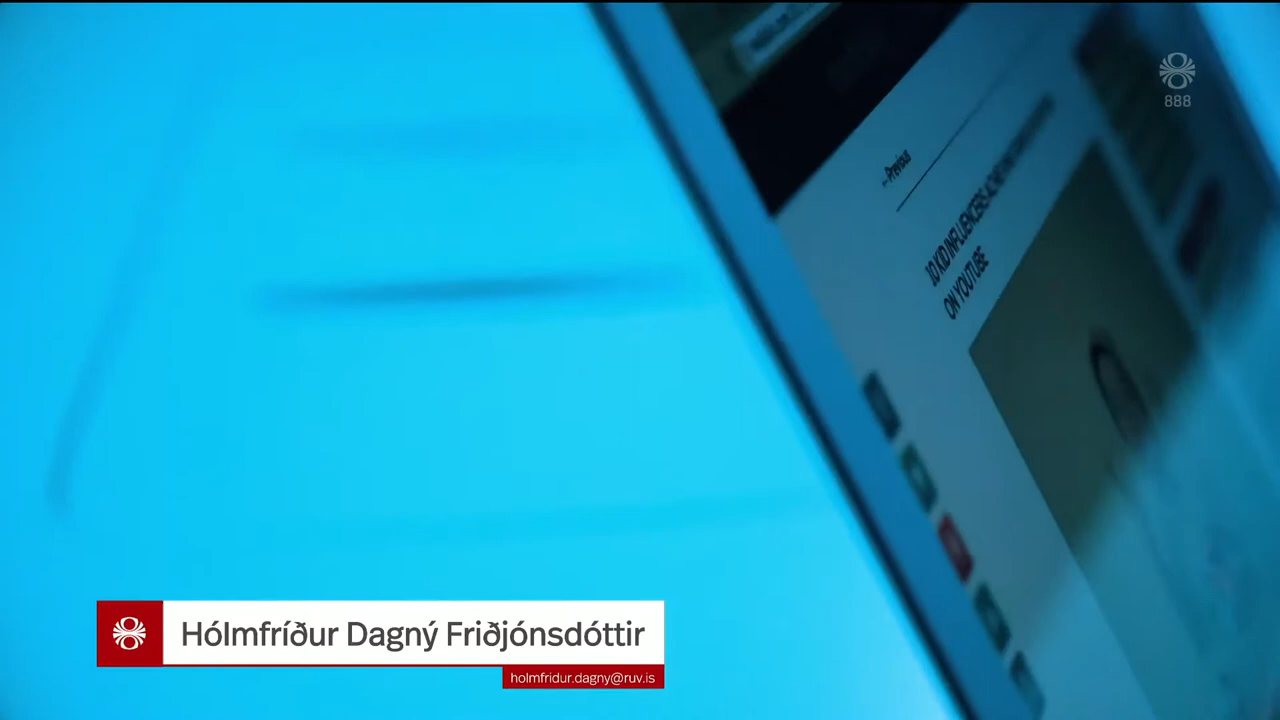 888
←Previous
10 KID INFLUENCERS
ON YOUTUBE
Hólmfríður Dagný Friðjónsdóttir
holmfridur.dagny@ruv.is